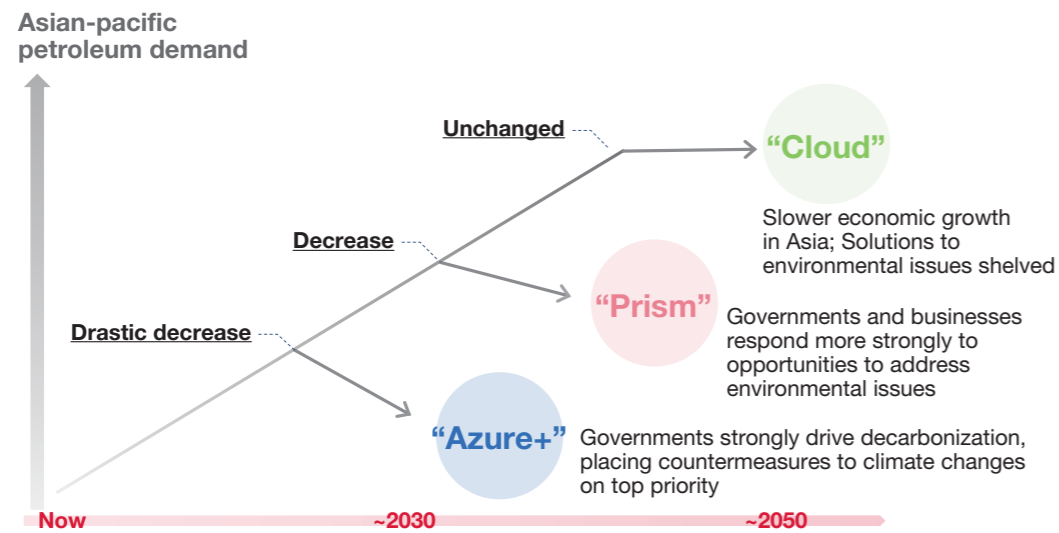 Asian-pacific
petroleum demand
Unchanged
“Cloud”
Slower economic growth
in Asia; Solutions to
environmental issues shelved
Decrease
“Prism”
Governments and businesses
respond more strongly to
opportunities to address
environmental issues
Drastic decrease
“Azure+”
Governments strongly drive decarbonization,
placing countermeasures to climate changes
on top priority
Now
~2030
~2050